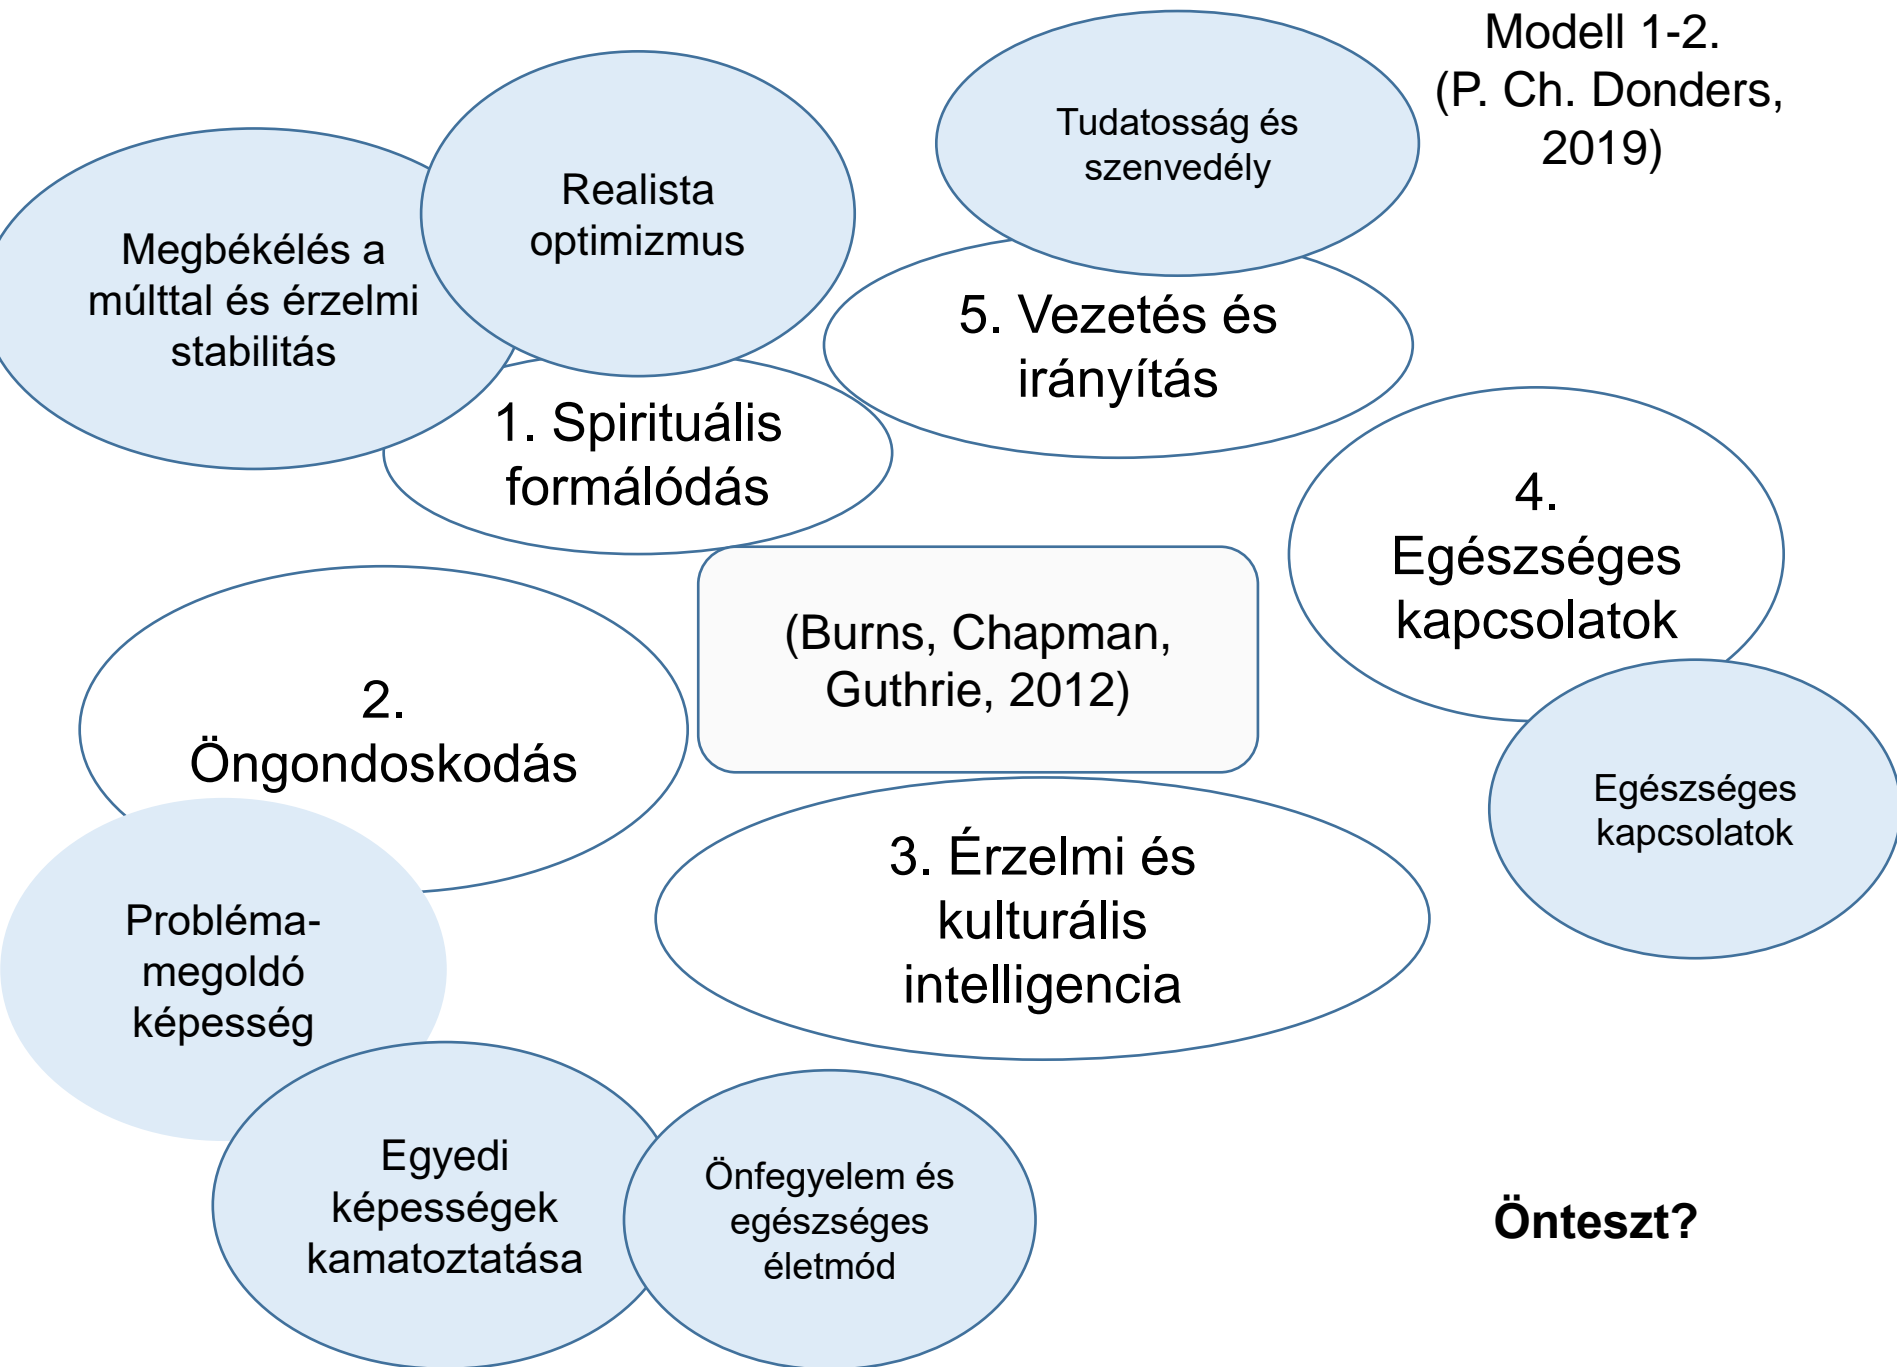 Modell 1-2.
(P. Ch. Donders,
2019)
Tudatosság és
szenvedély
Realista
optimizmus
Megbékélés a
múlttal és érzelmi
stabilitás
5. Vezetés és
irányítás
1. Spirituális
formálódás
4.
Egészséges
kapcsolatok
(Burns, Chapman,
Guthrie, 2012)
2.
Öngondoskodás
Egészséges
kapcsolatok
3. Érzelmi és
kulturális
intelligencia
Probléma-
megoldó
képesség
Egyedi
képességek
kamatoztatása
Önfegyelem és
egészséges
életmód
Önteszt?